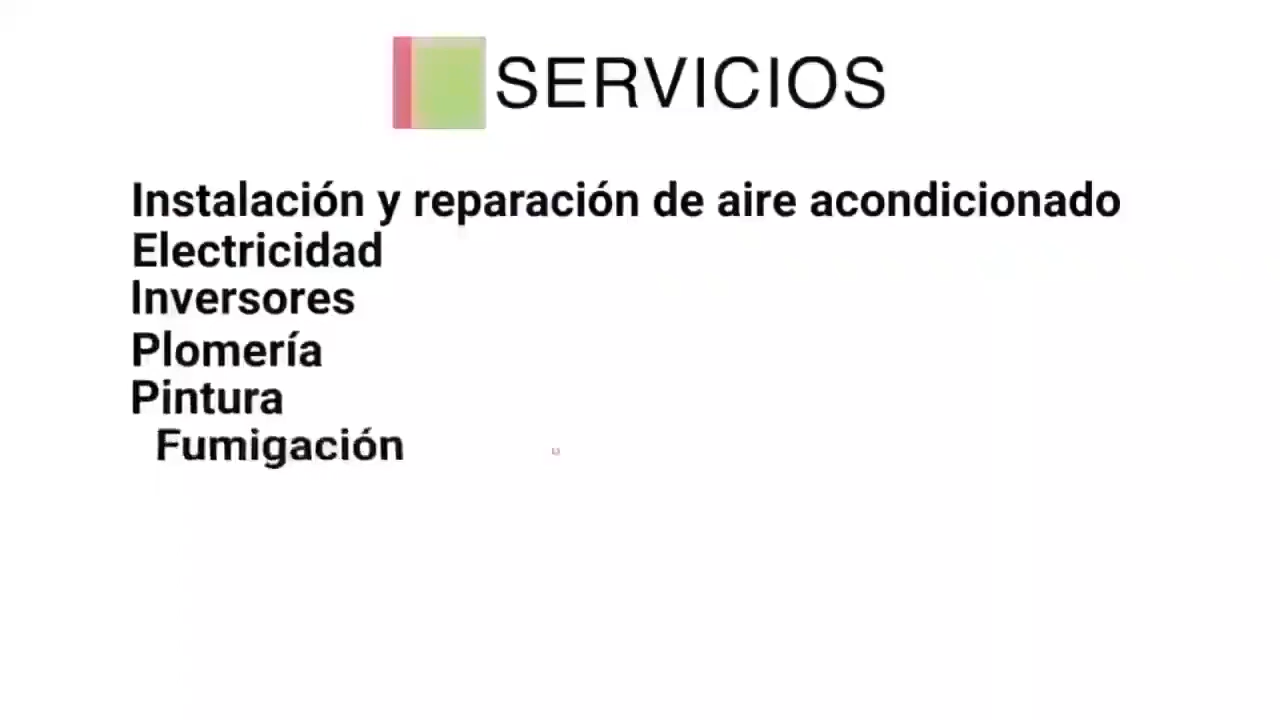 SERVICIOS
Instalación y reparación de aire acondicionado
Electricidad
Inversores
Plomería
Pintura
Fumigación